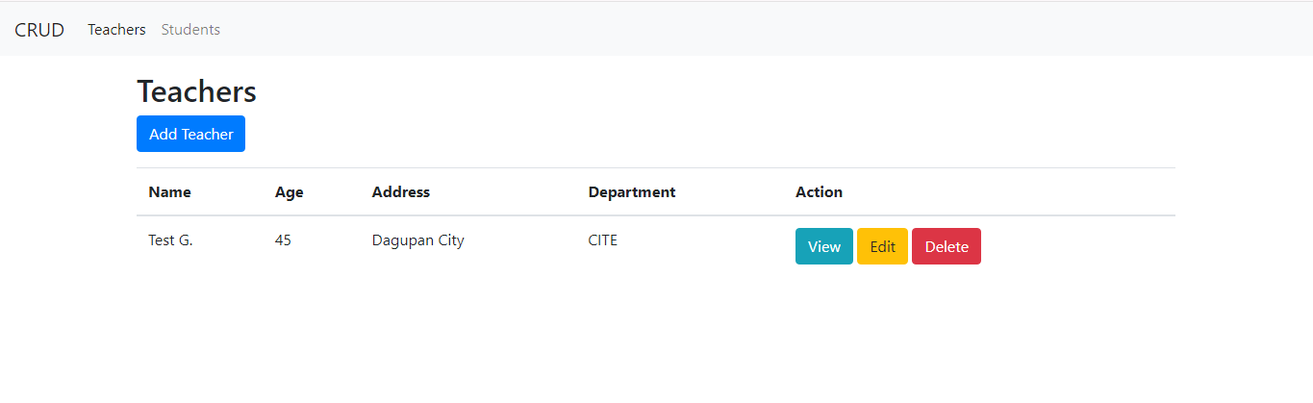 CRUD Teachers Students
Teachers
Add Teacher
Name Age Address Department Action
Test G. 45 Dagupan City CITE View Edit Delete